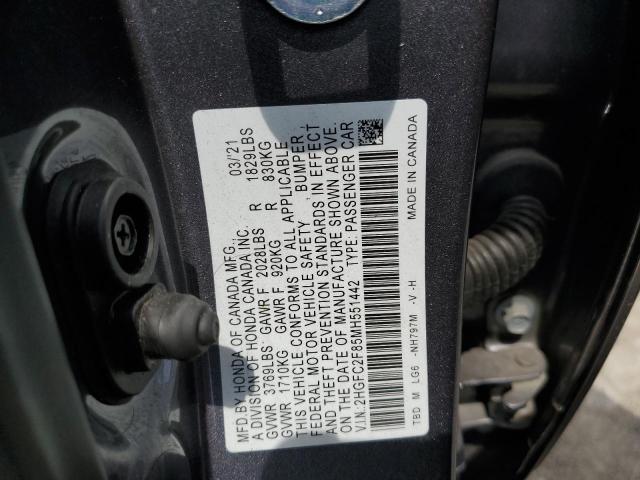 MFD.BY HONDA OF CANADA MFG., 03/21
A DIVISION OF HONDA CANADA INC.
GVWR 3769LBS GAWR F 2028LBS R 1829LBS
GVWR 1710KG GAWR F 920KG R 830KG
THIS VEHICLE CONFORMS TO ALL APPLICABLE
FEDERAL MOTOR VEHICLE SAFETY BUMPER,
AND THEFT PREVENTION STANDARDS IN EFFECT
ON THE DATE OF MANUFACTURE SHOWN ABOVE.
V.I.N:2HGFC2F85MH551442 TYPE: PASSENGER CAR
TBD M LG6 -NH797M -V-H MADE IN CANADA